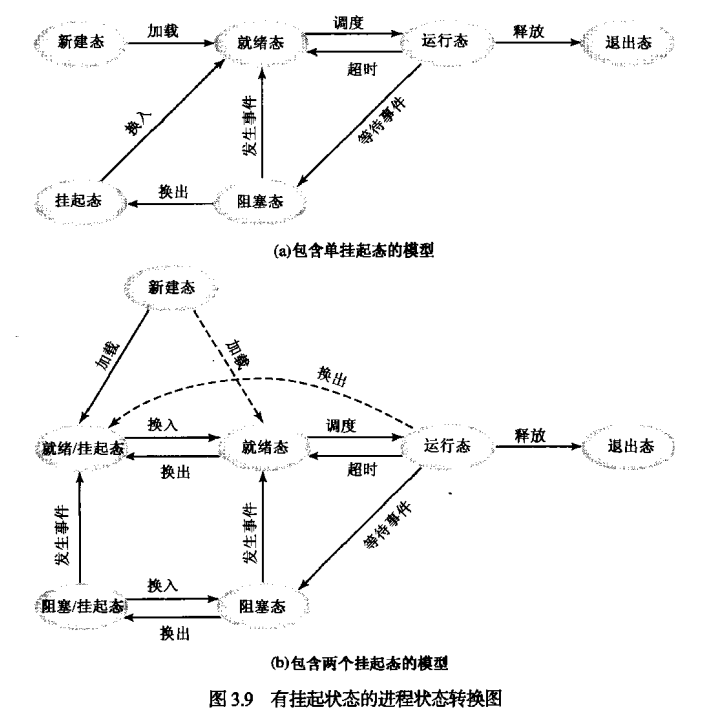 新建态 加载 就绪态 调度 运行态 释放 退出态
超时
换入 发生事件 等待事件
挂起态 换出 阻塞态
(a)包含单挂起态的模型
新建态
加载 加载
换出
就绪/挂起态 换入 就绪态 调度 运行态 释放 退出态
换出 超时
发生事件 发生事件 等待事件
阻塞/挂起态 换入 阻塞态
换出
(b)包含两个挂起态的模型
图 3.9 有挂起状态的进程状态转换图